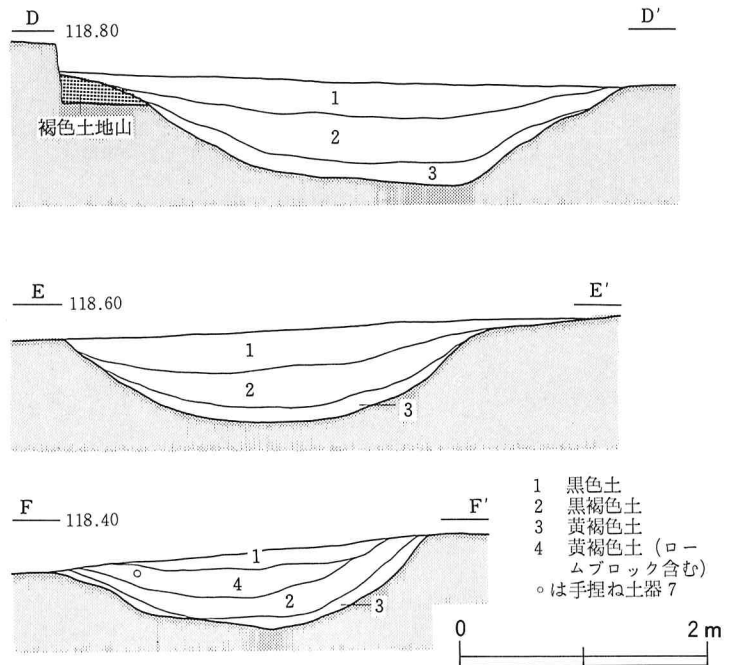 D 118.80 D′
1
褐色土地山
2
3
E 118.60 E′
1
2
3
F 118.40 F′
1
4
2
3
1 黒色土
2 黒褐色土
3 黄褐色土
4 黄褐色土 (ロー
ムブロック含む)
○は手捏ね土器 7
0 2 m